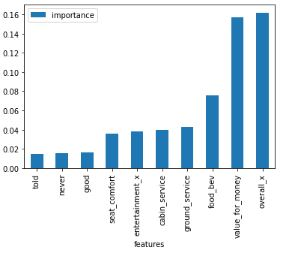 0.16
importance
0.14
0.12
0.10
0.08
0.06
0.04
0.02
0.00
told
never
good
seat_comfort
entertainment_x
cabin_service
ground_service
food_bev
value_for_money
overall_x
features